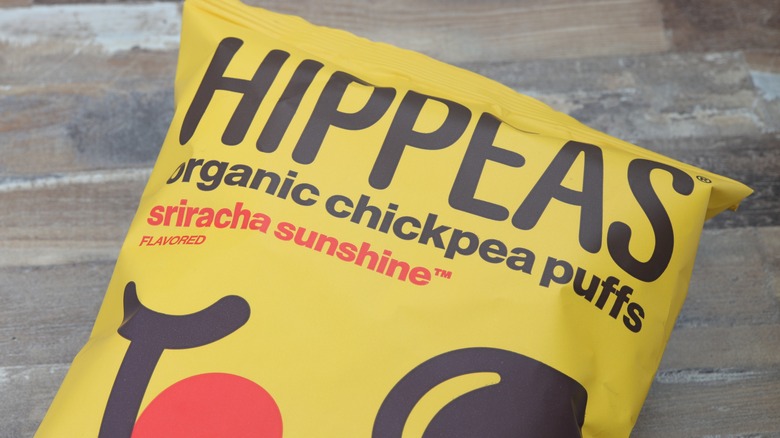 HIPPEAS®
organic chickpea puffs
sriracha sunshine™
FLAVORED